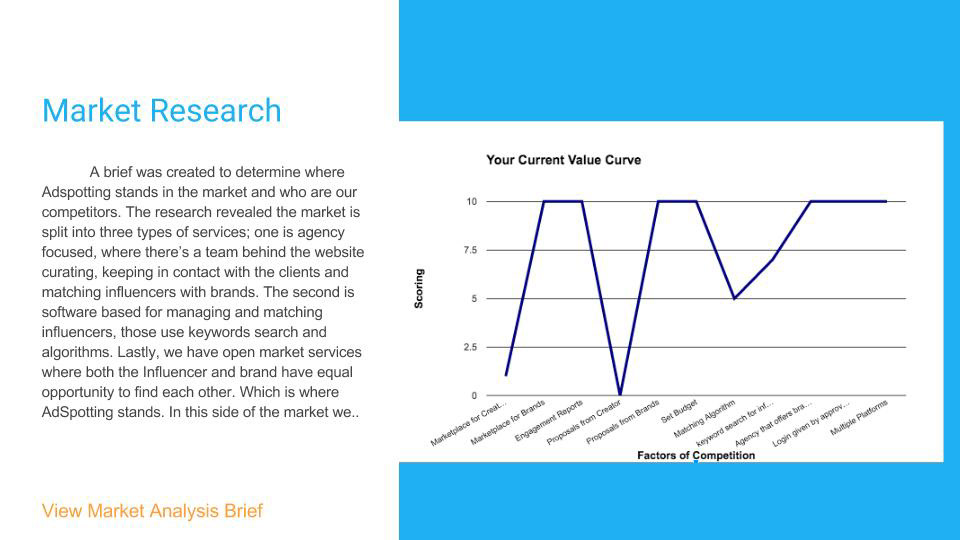 Market Research
A brief was created to determine where
Adspotting stands in the market and who are our
competitors. The research revealed the market is
split into three types of services; one is agency
focused, where there's a team behind the website
curating, keeping in contact with the clients and
matching influencers with brands. The second is
software based for managing and matching
influencers, those use keywords search and
algorithms. Lastly, we have open market services
where both the Influencer and brand have equal
opportunity to find each other. Which is where
AdSpotting stands. In this side of the market we..
View Market Analysis Brief
Your Current Value Curve
Scoring
10
7.5
5
2.5
0
Marketplace for Creat...
Marketplace for Brands
Engagement Reports
Proposals from Creator
Proposals from Brands
Set Budget
Matching Algorithm
keyword search for inf...
Agency that offers bra...
Login given by approv...
Multiple Platforms
Factors of Competition